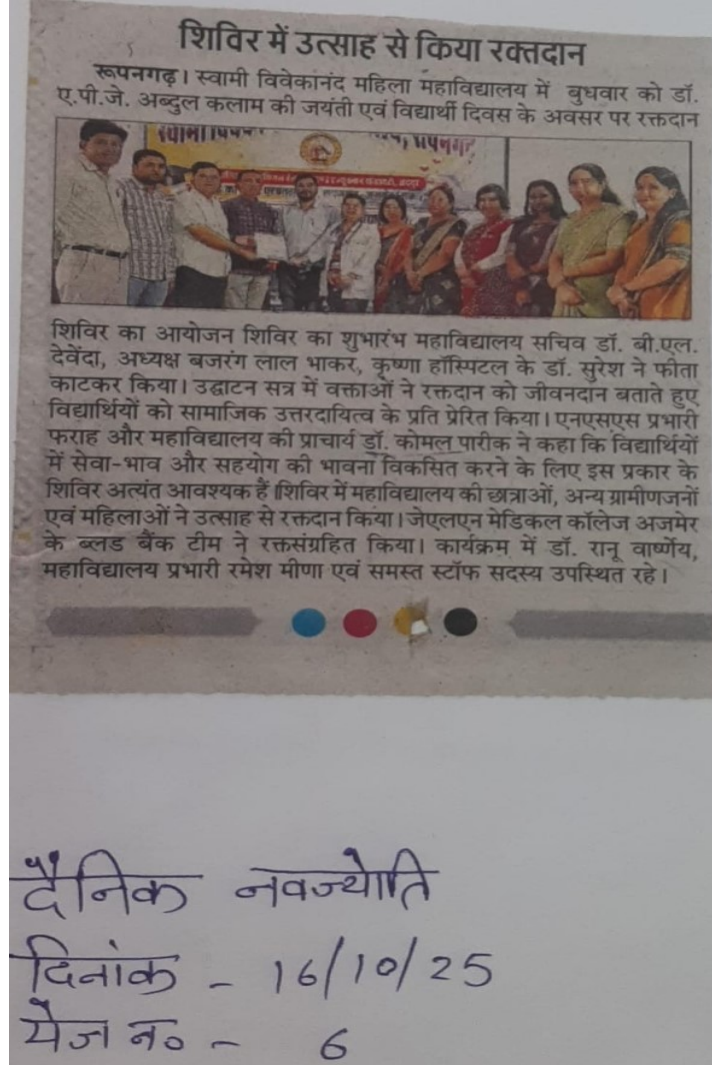 शिविर में उत्साह से किया रक्तदान
रूपनगढ़। स्वामी विवेकानंद महिला महाविद्यालय में बुधवार को डॉ.
ए.पी.जे. अब्दुल कलाम की जयंती एवं विद्यार्थी दिवस के अवसर पर रक्तदान
शिविर का आयोजन शिविर का शुभारंभ महाविद्यालय सचिव डॉ. बी.एल.
देवेंदा, अध्यक्ष बजरंग लाल भाकर, कृष्णा हॉस्पिटल के डॉ. सुरेश ने फीता
काटकर किया। उद्घाटन सत्र में वक्ताओं ने रक्तदान को जीवनदान बताते हुए
विद्यार्थियों को सामाजिक उत्तरदायित्व के प्रति प्रेरित किया। एनएसएस प्रभारी
फराह और महाविद्यालय की प्राचार्य डॉ. कोमल पारीक ने कहा कि विद्यार्थियों
में सेवा-भाव और सहयोग की भावना विकसित करने के लिए इस प्रकार के
शिविर अत्यंत आवश्यक हैं।शिविर में महाविद्यालय की छात्राओं, अन्य ग्रामीणजनों
एवं महिलाओं ने उत्साह से रक्तदान किया। जेएलएन मेडिकल कॉलेज अजमेर
के ब्लड बैंक टीम ने रक्तसंग्रहित किया। कार्यक्रम में डॉ. रानू वार्ष्णेय,
महाविद्यालय प्रभारी रमेश मीणा एवं समस्त स्टॉफ सदस्य उपस्थित रहे।
दैनिक नवज्योति
दिनांक - 16/10/25
पेज न० - 6